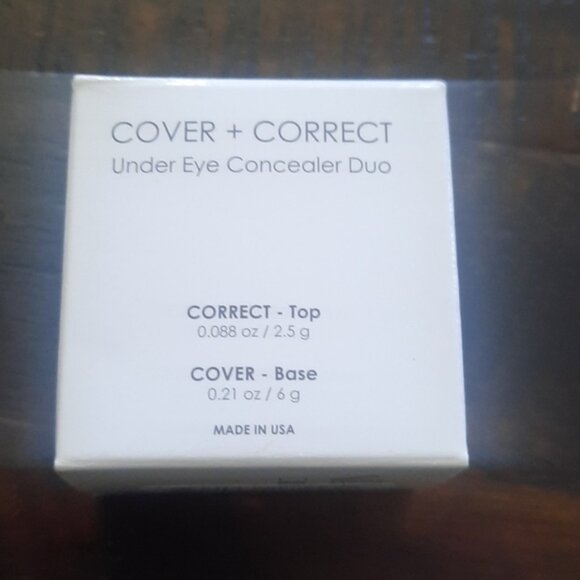 COVER + CORRECT
Under Eye Concealer Duo
CORRECT - Top
0.088 oz / 2.5 g
COVER - Base
0.21 oz / 6 g
MADE IN USA